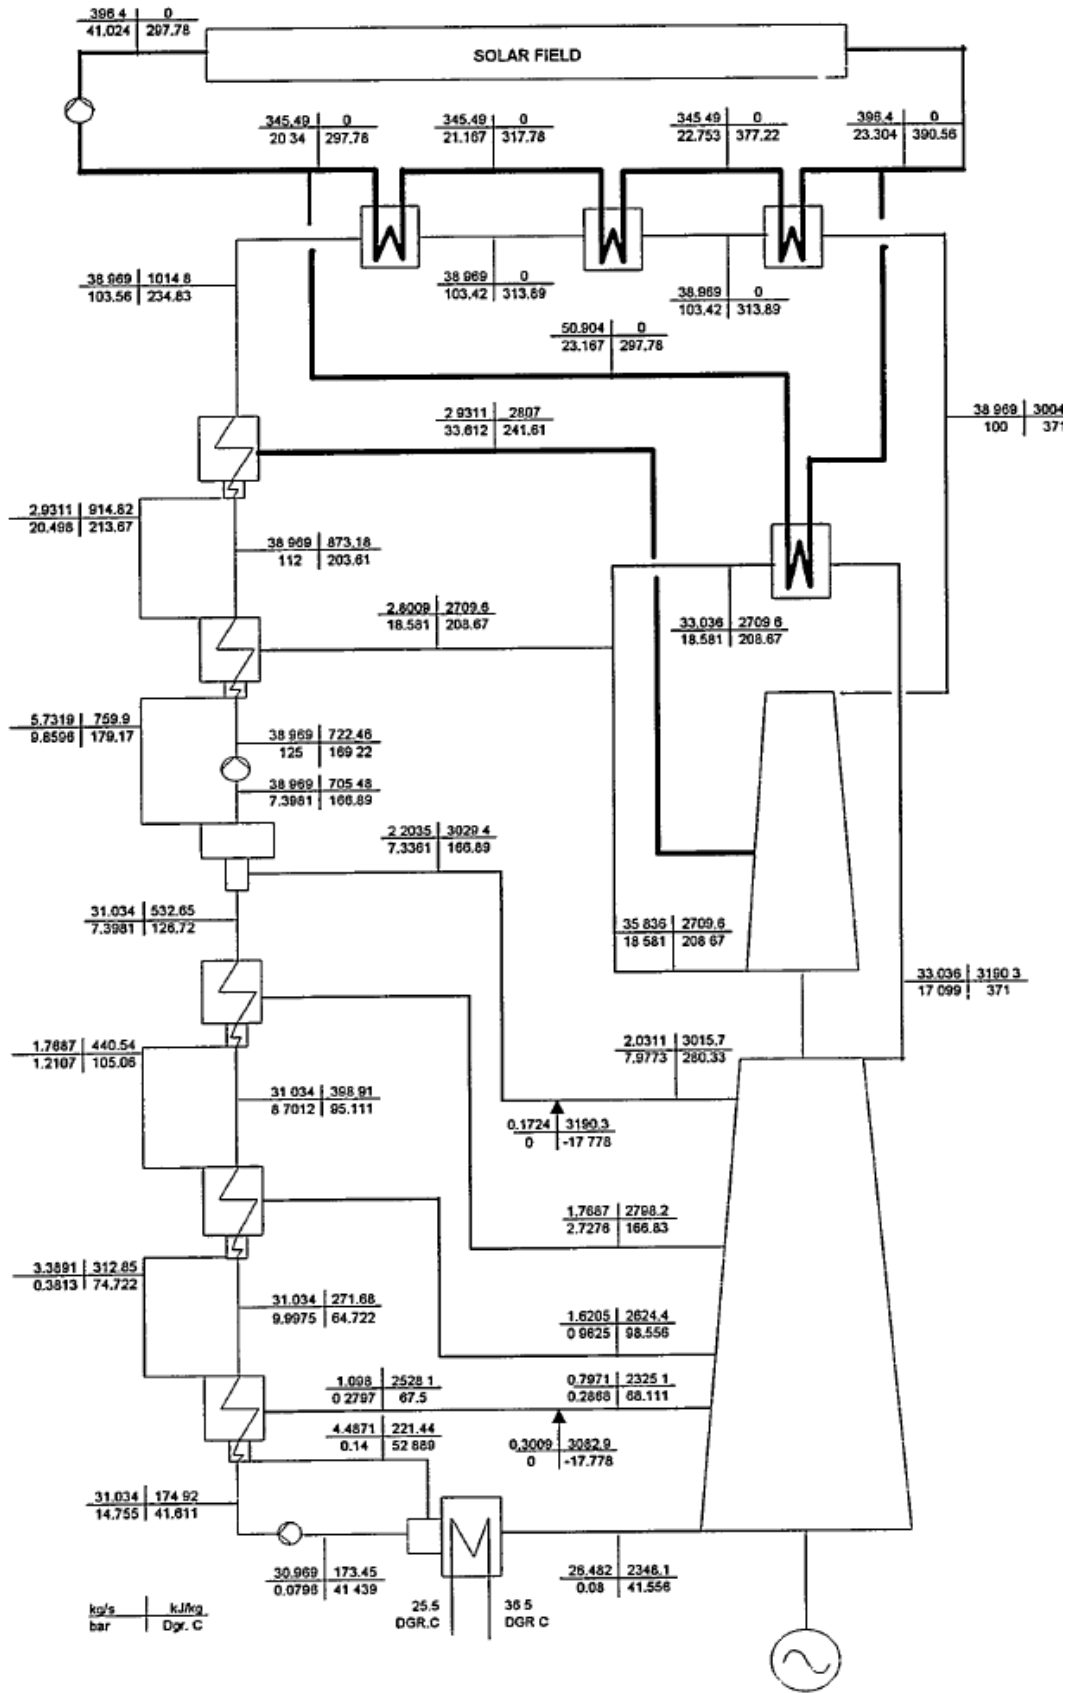 396 4 0
41.024 297.78
SOLAR FIELD
345.49 0
20 34 297.78
345.49 0
21.167 317.78
345 49 0
22.753 377.22
396.4 0
23.304 390.56
38 969 1014 8
103.56 234.83
38 969 0
103.42 313.89
38.969 0
103.42 313.89
50.904 0
23.167 297.78
2 9311 2807
33.612 241.61
38 969 3004
100 371
2.9311 914.82
20.498 213.67
38 969 873.18
112 203.61
2.8009 2709.6
18.581 208.67
33.036 2709 6
18.581 208.67
5.7319 759.9
9.8596 179.17
38 969 722.46
125 169 22
38 969 705 48
7.3981 166.89
2 2035 3029 4
7.3361 166.89
31.034 532.65
7.3981 126.72
35 836 2709.6
18 581 208 67
33.036 3190 3
17 099 371
1.7687 440.54
1.2107 105.06
2.0311 3015.7
7.9773 280.33
31 034 398 91
8 7012 95.111
0.1724 3190.3
0 -17 778
1.7687 2798.2
2.7276 166.83
3.3891 312.85
0.3813 74.722
31.034 271.68
9.9975 64.722
1.6205 2624.4
0 9625 98.556
1.098 2528 1
0 2797 67.5
0.7971 2325 1
0.2868 68.111
4.4871 221.44
0.14 52 889
0.3009 3082.9
0 -17.778
31.034 174 92
14.755 41.611
30.969 173.45
0.0796 41 439
26.482 2346.1
0.08 41.556
25.5
DGR.C
36 5
DGR C
kg/s kJ/kg
bar Dgr. C